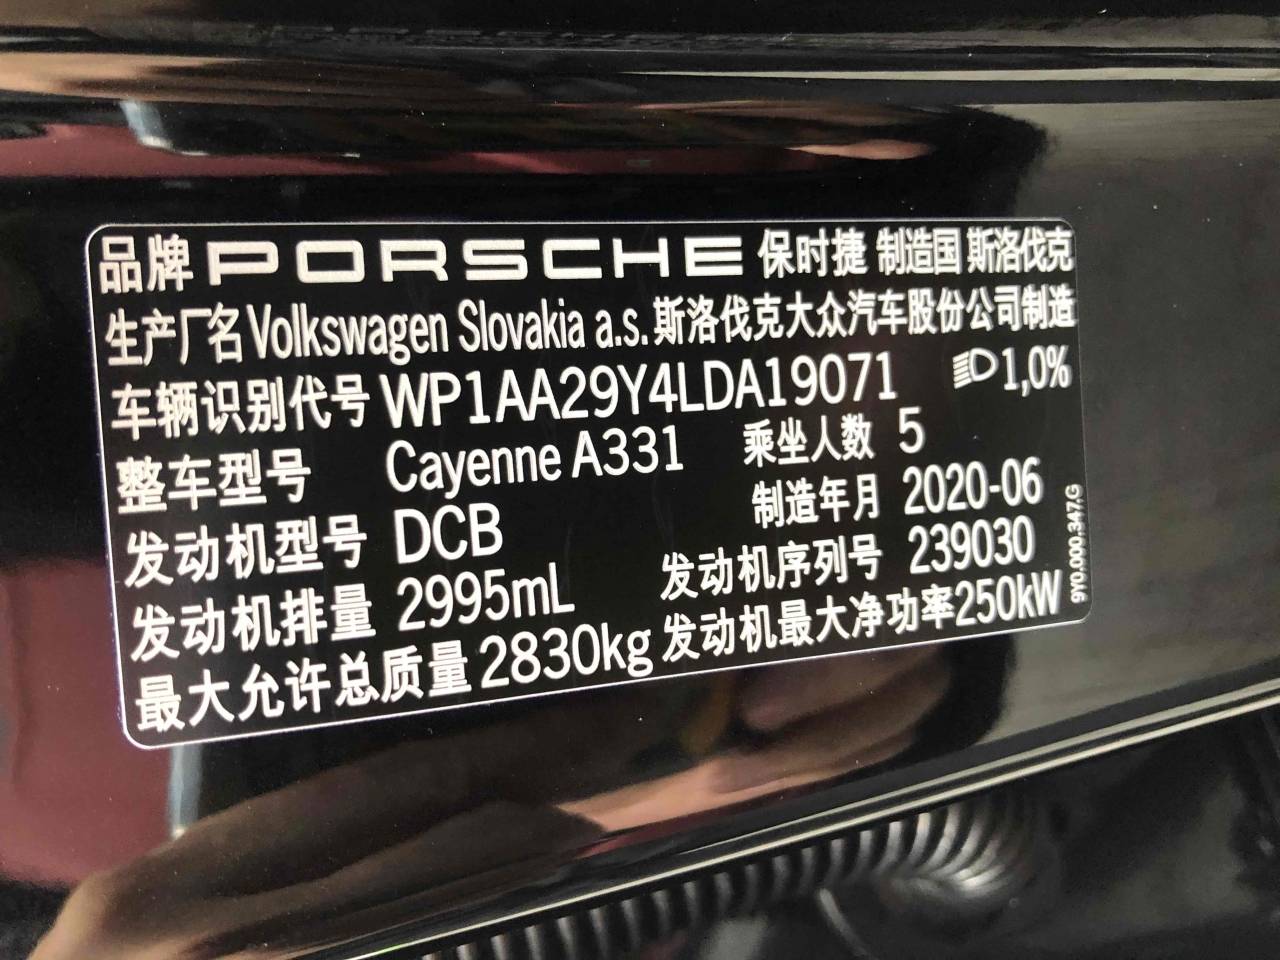 品牌 PORSCHE 保时捷 制造国 斯洛伐克
生产厂名 Volkswagen Slovakia a.s. 斯洛伐克大众汽车股份公司制造
车辆识别代号 WP1AA29Y4LDA19071 1,0%
整车型号 Cayenne A331 乘坐人数 5
发动机型号 DCB 制造年月 2020-06
发动机排量 2995mL 发动机序列号 239030
最大允许总质量 2830kg 发动机最大净功率 250kW
9Y0.000.347.G